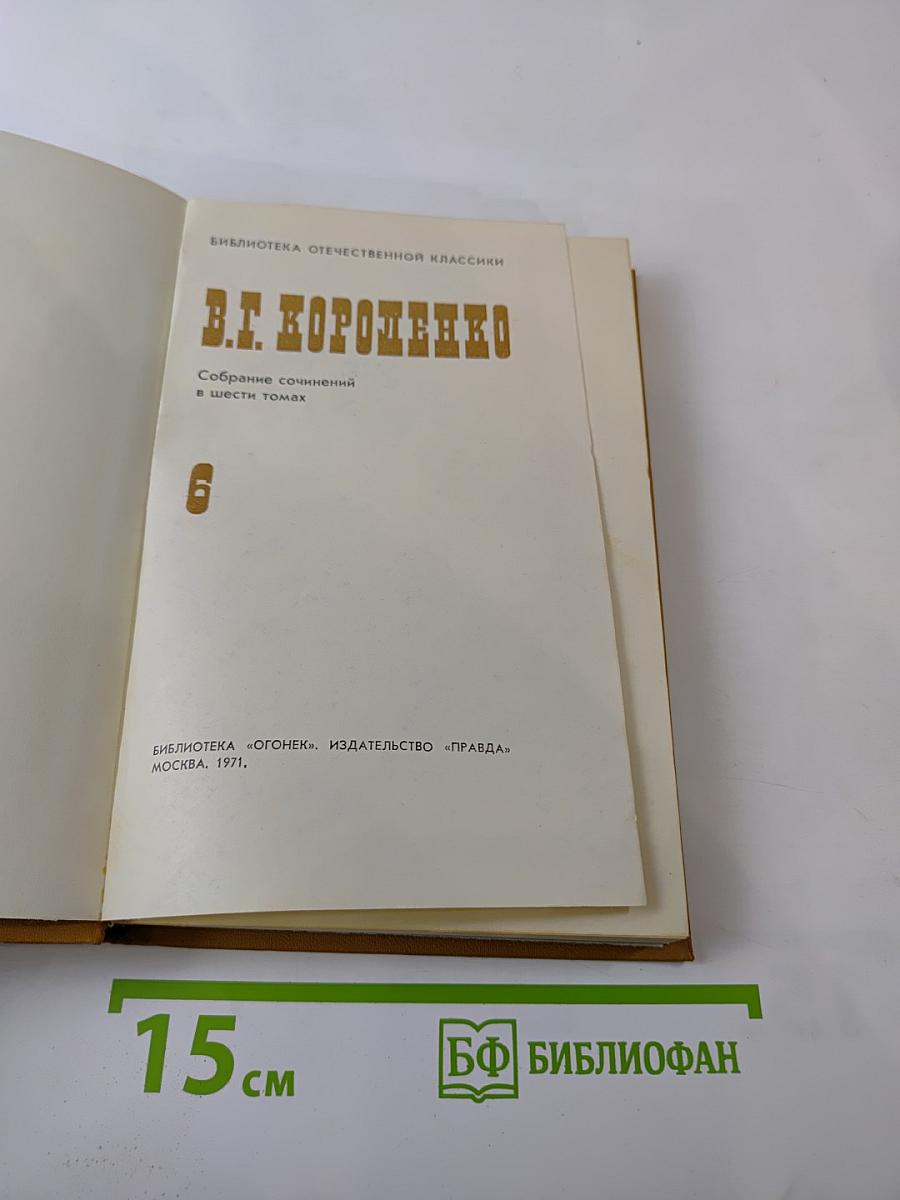 БИБЛИОТЕКА ОТЕЧЕСТВЕННОЙ КЛАССИКИ
В.Г. КОРОЛЕНКО
Собрание сочинений
в шести томах
6
БИБЛИОТЕКА «ОГОНЕК». ИЗДАТЕЛЬСТВО «ПРАВДА»
МОСКВА. 1971.
15 см
БФ БИБЛИОФАН